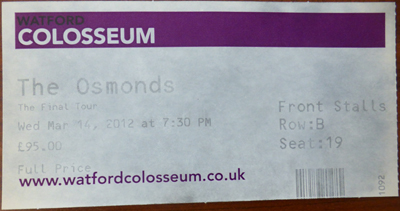 WATFORD
COLOSSEUM
The Osmonds
The Final Tour
Wed Mar 14, 2012 at 7:30 PM
£95.00
Full Price
Front Stalls
Row:B
Seat:19
www.watfordcolosseum.co.uk
1092